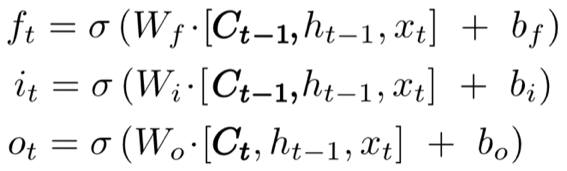 f_t = σ (W_f · [C_{t−1}, h_{t−1}, x_t] + b_f)
i_t = σ (W_i · [C_{t−1}, h_{t−1}, x_t] + b_i)
o_t = σ (W_o · [C_t, h_{t−1}, x_t] + b_o)